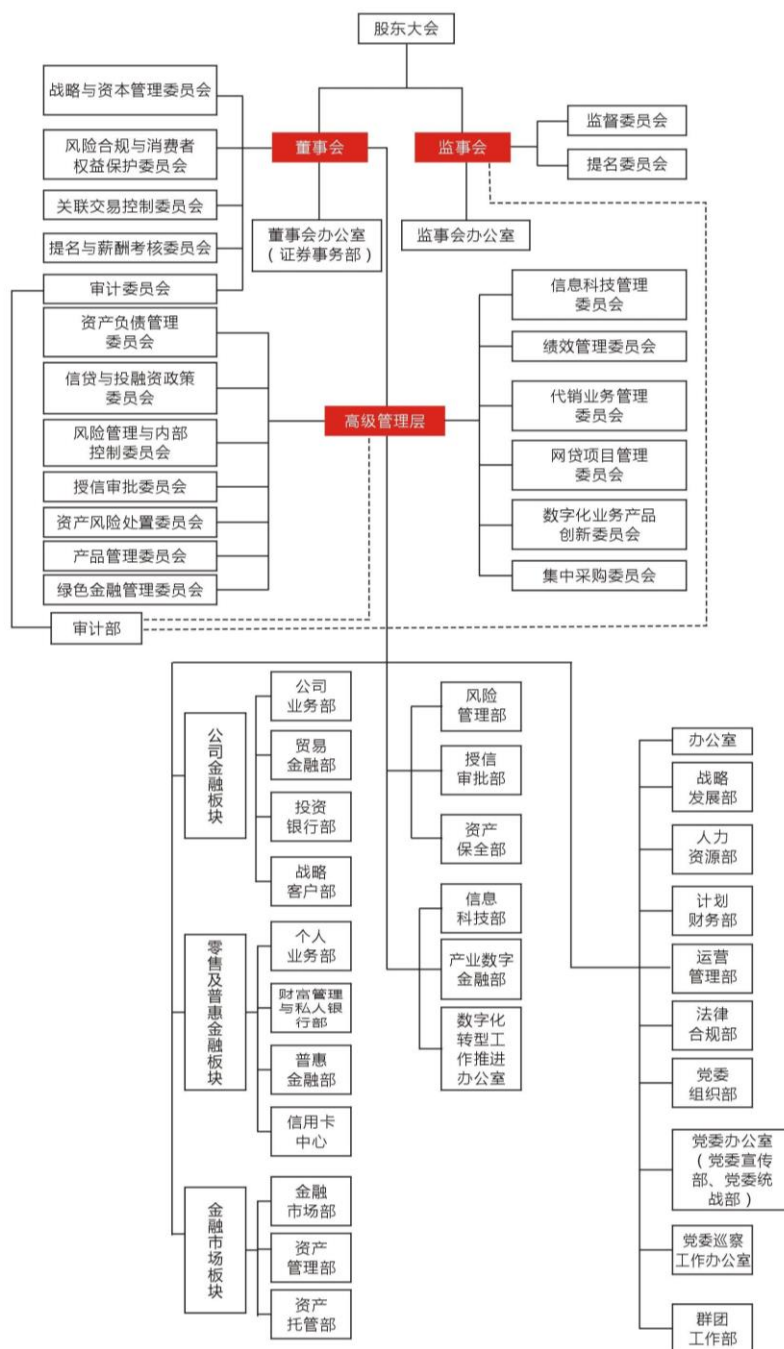 股东大会
战略与资本管理委员会
风险合规与消费者
权益保护委员会
关联交易控制委员会
提名与薪酬考核委员会
审计委员会
董事会
监事会
监督委员会
提名委员会
董事会办公室
（证券事务部）
监事会办公室
资产负债管理
委员会
信贷与投融资政策
委员会
风险管理与内部
控制委员会
授信审批委员会
资产风险处置委员会
产品管理委员会
绿色金融管理委员会
审计部
高级管理层
信息科技管理
委员会
绩效管理委员会
代销业务管理
委员会
网贷项目管理
委员会
数字化业务产品
创新委员会
集中采购委员会
公司金融板块
公司
业务部
贸易
金融部
投资
银行部
战略
客户部
零售及普惠金融板块
个人
业务部
财富管理
与私人银
行部
普惠
金融部
信用卡
中心
金融市场板块
金融
市场部
资产
管理部
资产
托管部
风险
管理部
授信
审批部
资产
保全部
信息
科技部
产业数字
金融部
数字化
转型工
作推进
办公室
办公室
战略
发展部
人力
资源部
计划
财务部
运营
管理部
法律
合规部
党委
组织部
党委办公室
（党委宣传
部、党委统
战部）
党委巡察
工作办公室
群团
工作部